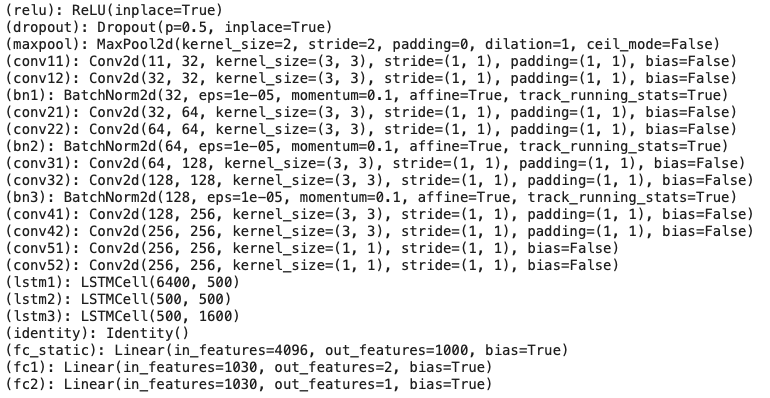 (relu): ReLU(inplace=True)
(dropout): Dropout(p=0.5, inplace=True)
(maxpool): MaxPool2d(kernel_size=2, stride=2, padding=0, dilation=1, ceil_mode=False)
(conv11): Conv2d(11, 32, kernel_size=(3, 3), stride=(1, 1), padding=(1, 1), bias=False)
(conv12): Conv2d(32, 32, kernel_size=(3, 3), stride=(1, 1), padding=(1, 1), bias=False)
(bn1): BatchNorm2d(32, eps=1e-05, momentum=0.1, affine=True, track_running_stats=True)
(conv21): Conv2d(32, 64, kernel_size=(3, 3), stride=(1, 1), padding=(1, 1), bias=False)
(conv22): Conv2d(64, 64, kernel_size=(3, 3), stride=(1, 1), padding=(1, 1), bias=False)
(bn2): BatchNorm2d(64, eps=1e-05, momentum=0.1, affine=True, track_running_stats=True)
(conv31): Conv2d(64, 128, kernel_size=(3, 3), stride=(1, 1), padding=(1, 1), bias=False)
(conv32): Conv2d(128, 128, kernel_size=(3, 3), stride=(1, 1), padding=(1, 1), bias=False)
(bn3): BatchNorm2d(128, eps=1e-05, momentum=0.1, affine=True, track_running_stats=True)
(conv41): Conv2d(128, 256, kernel_size=(3, 3), stride=(1, 1), padding=(1, 1), bias=False)
(conv42): Conv2d(256, 256, kernel_size=(3, 3), stride=(1, 1), padding=(1, 1), bias=False)
(conv51): Conv2d(256, 256, kernel_size=(1, 1), stride=(1, 1), bias=False)
(conv52): Conv2d(256, 256, kernel_size=(1, 1), stride=(1, 1), bias=False)
(lstm1): LSTMCell(6400, 500)
(lstm2): LSTMCell(500, 500)
(lstm3): LSTMCell(500, 1600)
(identity): Identity()
(fc_static): Linear(in_features=4096, out_features=1000, bias=True)
(fc1): Linear(in_features=1030, out_features=2, bias=True)
(fc2): Linear(in_features=1030, out_features=1, bias=True)